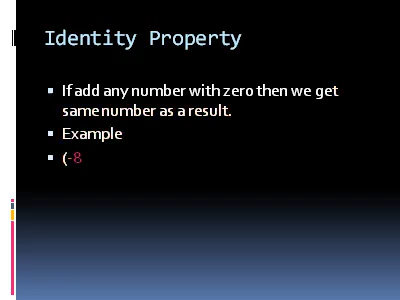 Identity Property
If add any number with zero then we get
same number as a result.
Example
(-8